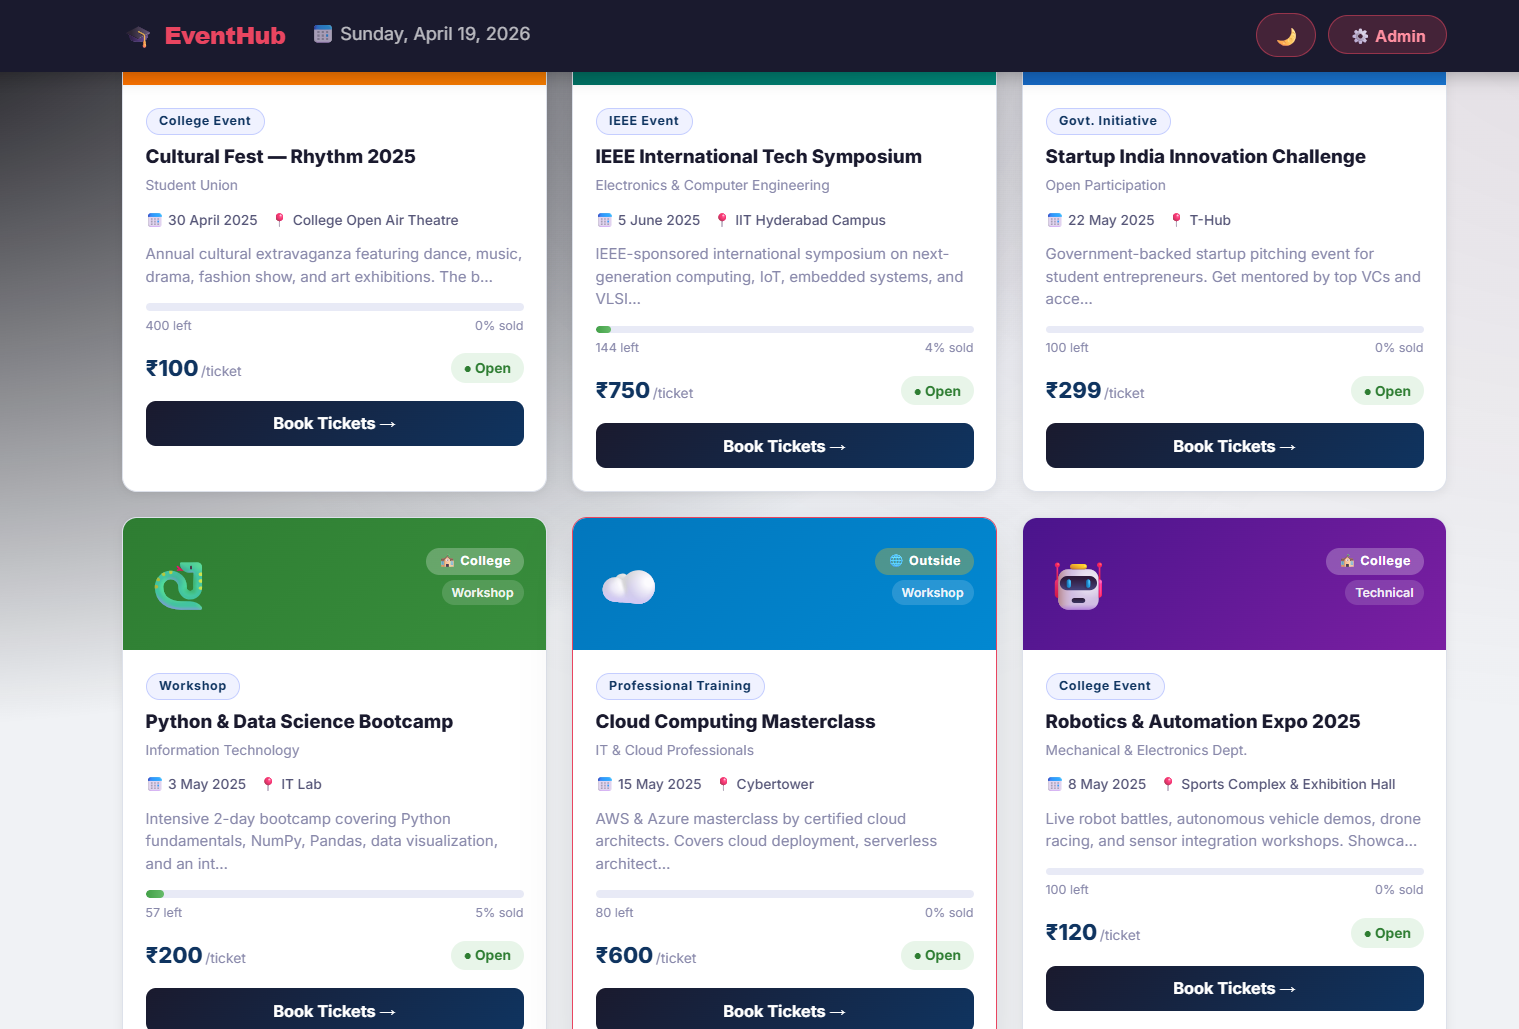 EventHub
Sunday, April 19, 2026
Admin
College Event
Cultural Fest — Rhythm 2025
Student Union
30 April 2025 College Open Air Theatre
Annual cultural extravaganza featuring dance, music,
drama, fashion show, and art exhibitions. The b...
400 left 0% sold
₹100 /ticket ● Open
Book Tickets →
IEEE Event
IEEE International Tech Symposium
Electronics & Computer Engineering
5 June 2025 IIT Hyderabad Campus
IEEE-sponsored international symposium on next-
generation computing, IoT, embedded systems, and
VLSI...
144 left 4% sold
₹750 /ticket ● Open
Book Tickets →
Govt. Initiative
Startup India Innovation Challenge
Open Participation
22 May 2025 T-Hub
Government-backed startup pitching event for
student entrepreneurs. Get mentored by top VCs and
acce...
100 left 0% sold
₹299 /ticket ● Open
Book Tickets →
College
Workshop
Workshop
Python & Data Science Bootcamp
Information Technology
3 May 2025 IT Lab
Intensive 2-day bootcamp covering Python
fundamentals, NumPy, Pandas, data visualization,
and an int...
57 left 5% sold
₹200 /ticket ● Open
Book Tickets →
Outside
Workshop
Professional Training
Cloud Computing Masterclass
IT & Cloud Professionals
15 May 2025 Cybertower
AWS & Azure masterclass by certified cloud
architects. Covers cloud deployment, serverless
architect...
80 left 0% sold
₹600 /ticket ● Open
Book Tickets →
College
Technical
College Event
Robotics & Automation Expo 2025
Mechanical & Electronics Dept.
8 May 2025 Sports Complex & Exhibition Hall
Live robot battles, autonomous vehicle demos, drone
racing, and sensor integration workshops. Showca...
100 left 0% sold
₹120 /ticket ● Open
Book Tickets →